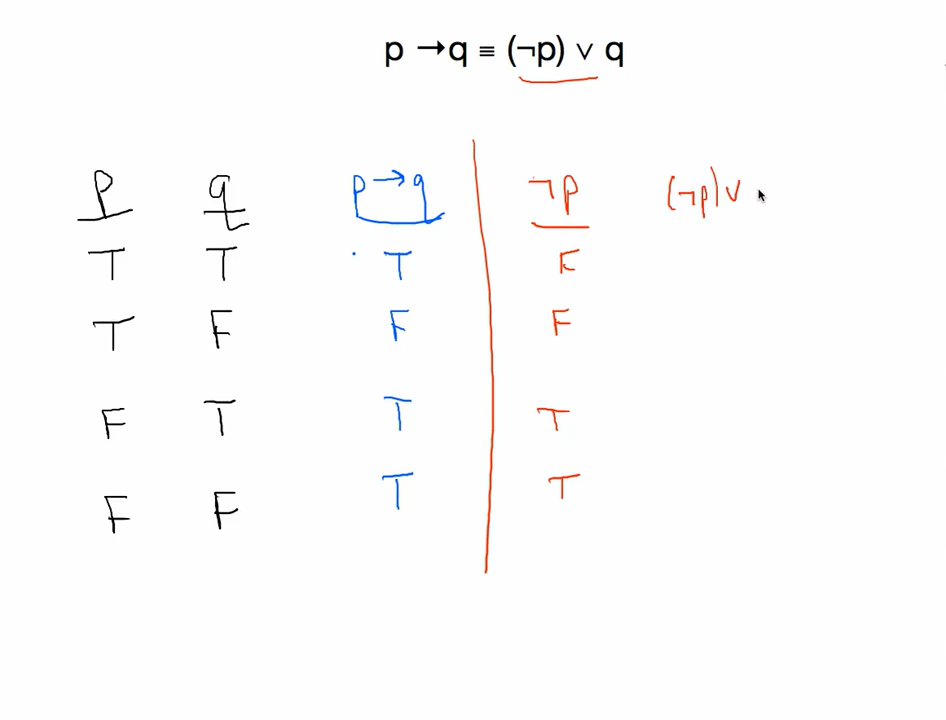 p →q ≡ (¬p) ∨ q
p q p → q ¬p (¬p) ∨
T T T F
T F F F
F T T T
F F T T